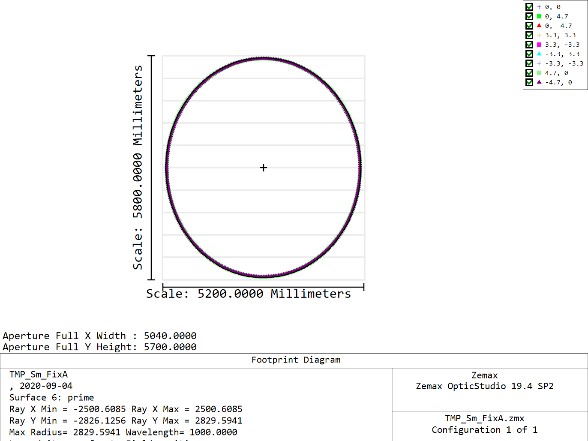 0, 0
0, 4.7
0, -4.7
3.3, 3.3
3.3, -3.3
-3.3, 3.3
-3.3, -3.3
4.7, 0
-4.7, 0
Scale: 5800.0000 Millimeters
Scale: 5200.0000 Millimeters
Aperture Full X Width : 5040.0000
Aperture Full Y Height: 5700.0000
Footprint Diagram
TMP_Sm_FixA
, 2020-09-04
Surface 6: prime
Ray X Min = -2500.6085 Ray X Max = 2500.6085
Ray Y Min = -2826.1256 Ray Y Max = 2829.5941
Max Radius= 2829.5941 Wavelength= 1000.0000
Zemax
Zemax OpticStudio 19.4 SP2
TMP_Sm_FixA.zmx
Configuration 1 of 1